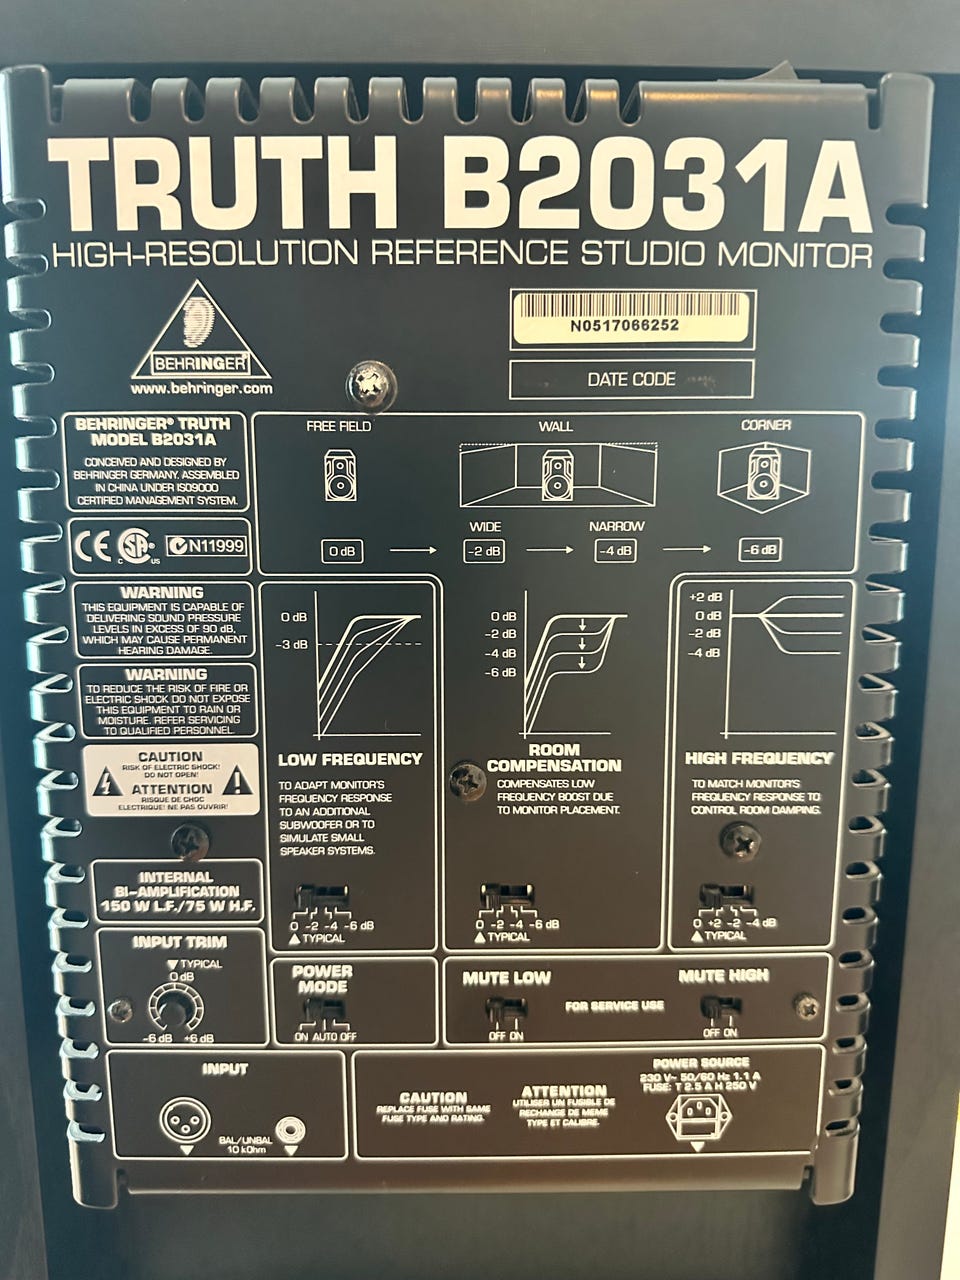 TRUTH B2031A
HIGH-RESOLUTION REFERENCE STUDIO MONITOR
BEHRINGER
www.behringer.com
N0517066252
DATE CODE
BEHRINGER® TRUTH
MODEL B2031A
CONCEIVED AND DESIGNED BY
BEHRINGER GERMANY. ASSEMBLED
IN CHINA UNDER ISO9000
CERTIFIED MANAGEMENT SYSTEM.
CE C SA® US N11999
WARNING
THIS EQUIPMENT IS CAPABLE OF
DELIVERING SOUND PRESSURE
LEVELS IN EXCESS OF 90 dB,
WHICH MAY CAUSE PERMANENT
HEARING DAMAGE.
WARNING
TO REDUCE THE RISK OF FIRE OR
ELECTRIC SHOCK DO NOT EXPOSE
THIS EQUIPMENT TO RAIN OR
MOISTURE. REFER SERVICING
TO QUALIFIED PERSONNEL.
CAUTION
RISK OF ELECTRIC SHOCK!
DO NOT OPEN!
ATTENTION
RISQUE DE CHOC
ELECTRIQUE! NE PAS OUVRIR!
INTERNAL
BI-AMPLIFICATION
150 W L.F./75 W H.F.
FREE FIELD WALL CORNER
WIDE NARROW
0 dB -2 dB -4 dB -6 dB
0 dB
-3 dB
LOW FREQUENCY
TO ADAPT MONITOR'S
FREQUENCY RESPONSE
TO AN ADDITIONAL
SUBWOOFER OR TO
SIMULATE SMALL
SPEAKER SYSTEMS.
0 -2 -4 -6 dB
TYPICAL
0 dB
-2 dB
-4 dB
-6 dB
ROOM
COMPENSATION
COMPENSATES LOW
FREQUENCY BOOST DUE
TO MONITOR PLACEMENT.
0 -2 -4 -6 dB
TYPICAL
+2 dB
0 dB
-2 dB
-4 dB
HIGH FREQUENCY
TO MATCH MONITOR'S
FREQUENCY RESPONSE TO
CONTROL ROOM DAMPING.
0 +2 -2 -4 dB
TYPICAL
INPUT TRIM
TYPICAL
0 dB
-6 dB +6 dB
POWER
MODE
ON AUTO OFF
MUTE LOW
OFF ON
FOR SERVICE USE
MUTE HIGH
OFF ON
INPUT
BAL/UNBAL
10 kOhm
CAUTION
REPLACE FUSE WITH SAME
FUSE TYPE AND RATING.
ATTENTION
UTILISER UN FUSIBLE DE
RECHANGE DE MEME
TYPE ET CALIBRE.
POWER SOURCE
230 V~ 50/60 Hz 1.1 A
FUSE: T 2.5 A H 250 V